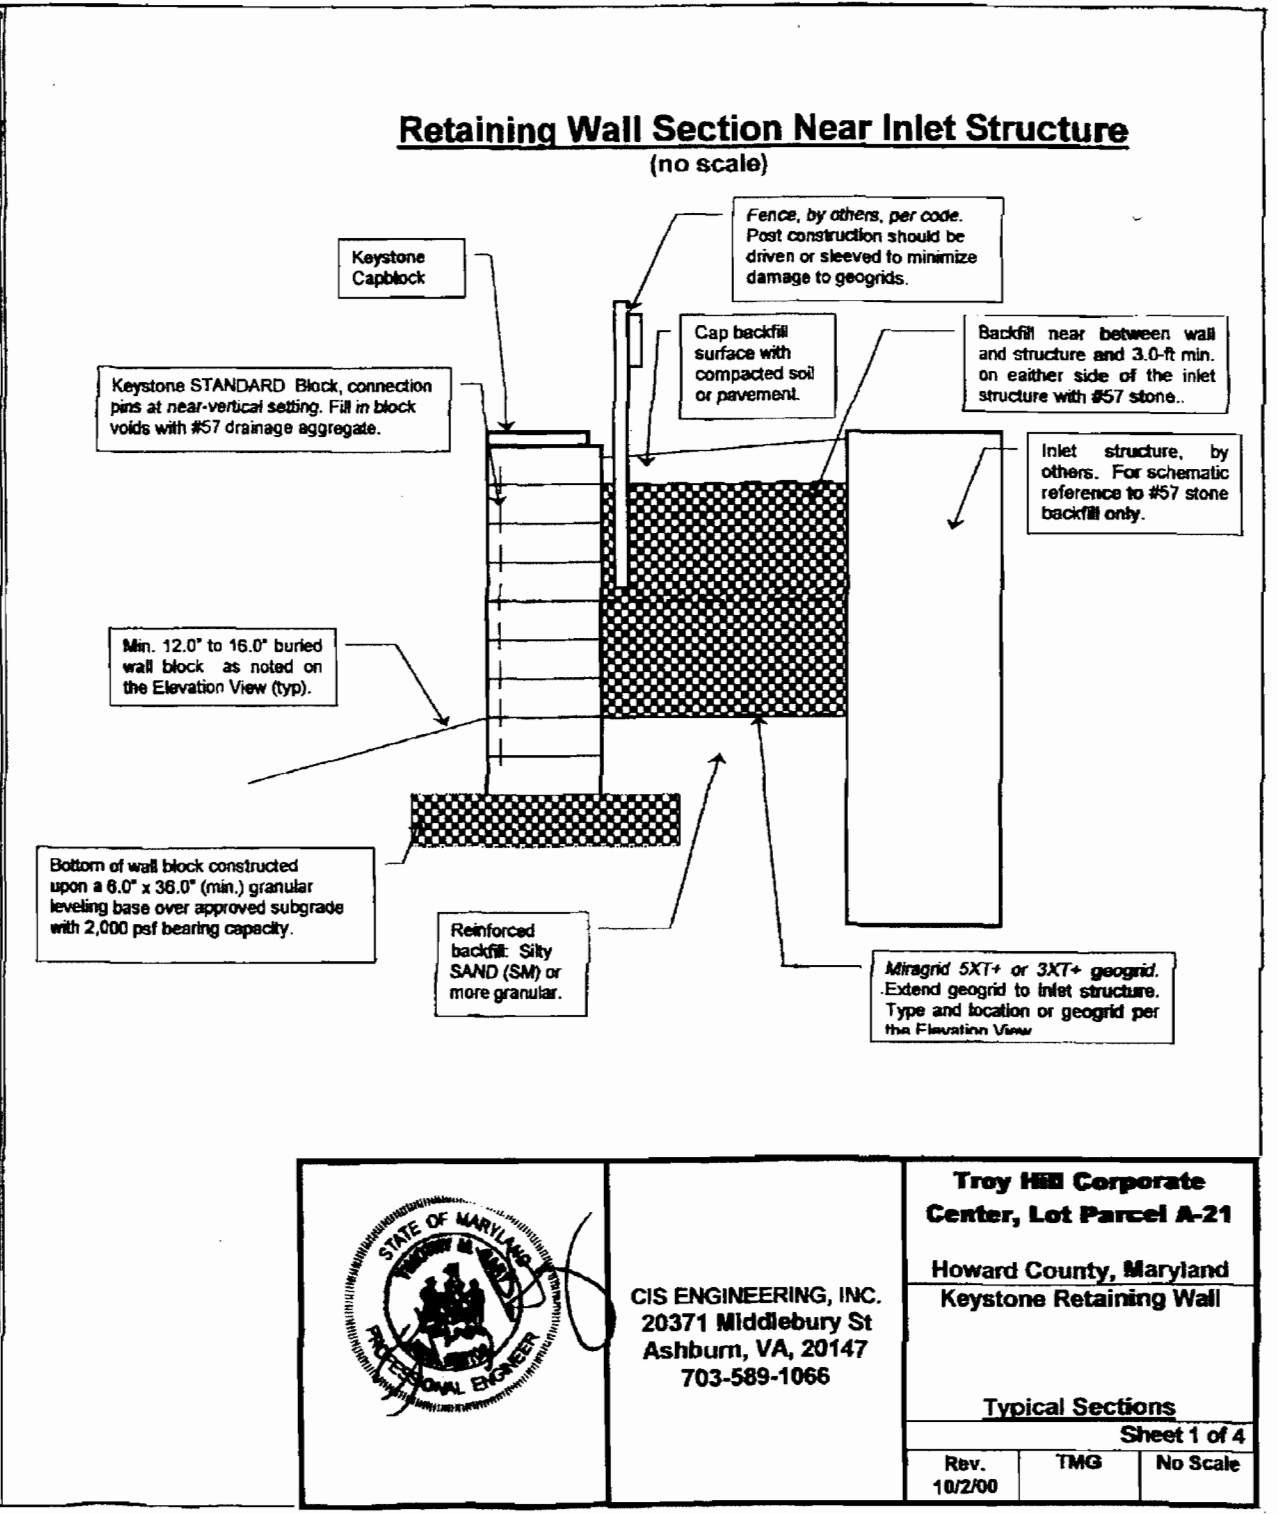 Retaining Wall Section Near Inlet Structure
(no scale)
Fence, by others, per code.
Post construction should be
driven or sleeved to minimize
damage to geogrids.
Keystone
Capblock
Cap backfill
surface with
compacted soil
or pavement.
Backfill near between wall
and structure and 3.0-ft min.
on eaither side of the inlet
structure with #57 stone..
Keystone STANDARD Block, connection
pins at near-vertical setting. Fill in block
voids with #57 drainage aggregate.
Inlet structure, by
others. For schematic
reference to #57 stone
backfill only.
Min. 12.0" to 16.0" buried
wall block as noted on
the Elevation View (typ).
Bottom of wall block constructed
upon a 6.0" x 36.0" (min.) granular
leveling base over approved subgrade
with 2,000 psf bearing capacity.
Reinforced
backfill: Silty
SAND (SM) or
more granular.
Miragrid 5XT+ or 3XT+ geogrid.
Extend geogrid to inlet structure.
Type and location or geogrid per
the Elevation View
STATE OF MARYLAND
TIMOTHY M.
PROFESSIONAL ENGINEER
CIS ENGINEERING, INC.
20371 Middlebury St
Ashburn, VA, 20147
703-589-1066
Troy Hill Corporate
Center, Lot Parcel A-21
Howard County, Maryland
Keystone Retaining Wall
Typical Sections
Sheet 1 of 4
Rev.
10/2/00
TMG
No Scale